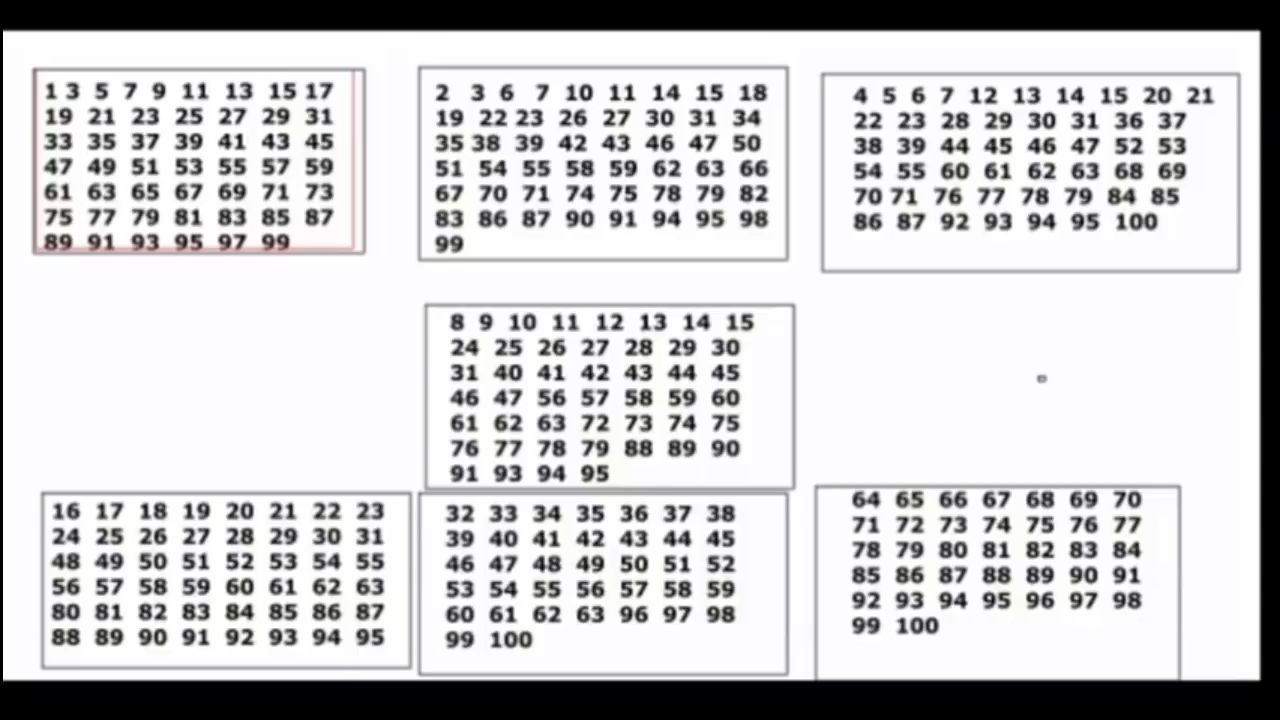 1 3 5 7 9 11 13 15 17
19 21 23 25 27 29 31
33 35 37 39 41 43 45
47 49 51 53 55 57 59
61 63 65 67 69 71 73
75 77 79 81 83 85 87
89 91 93 95 97 99
2 3 6 7 10 11 14 15 18
19 22 23 26 27 30 31 34
35 38 39 42 43 46 47 50
51 54 55 58 59 62 63 66
67 70 71 74 75 78 79 82
83 86 87 90 91 94 95 98
99
4 5 6 7 12 13 14 15 20 21
22 23 28 29 30 31 36 37
38 39 44 45 46 47 52 53
54 55 60 61 62 63 68 69
70 71 76 77 78 79 84 85
86 87 92 93 94 95 100
8 9 10 11 12 13 14 15
24 25 26 27 28 29 30
31 40 41 42 43 44 45
46 47 56 57 58 59 60
61 62 63 72 73 74 75
76 77 78 79 88 89 90
91 93 94 95
16 17 18 19 20 21 22 23
24 25 26 27 28 29 30 31
48 49 50 51 52 53 54 55
56 57 58 59 60 61 62 63
80 81 82 83 84 85 86 87
88 89 90 91 92 93 94 95
32 33 34 35 36 37 38
39 40 41 42 43 44 45
46 47 48 49 50 51 52
53 54 55 56 57 58 59
60 61 62 63 96 97 98
99 100
64 65 66 67 68 69 70
71 72 73 74 75 76 77
78 79 80 81 82 83 84
85 86 87 88 89 90 91
92 93 94 95 96 97 98
99 100